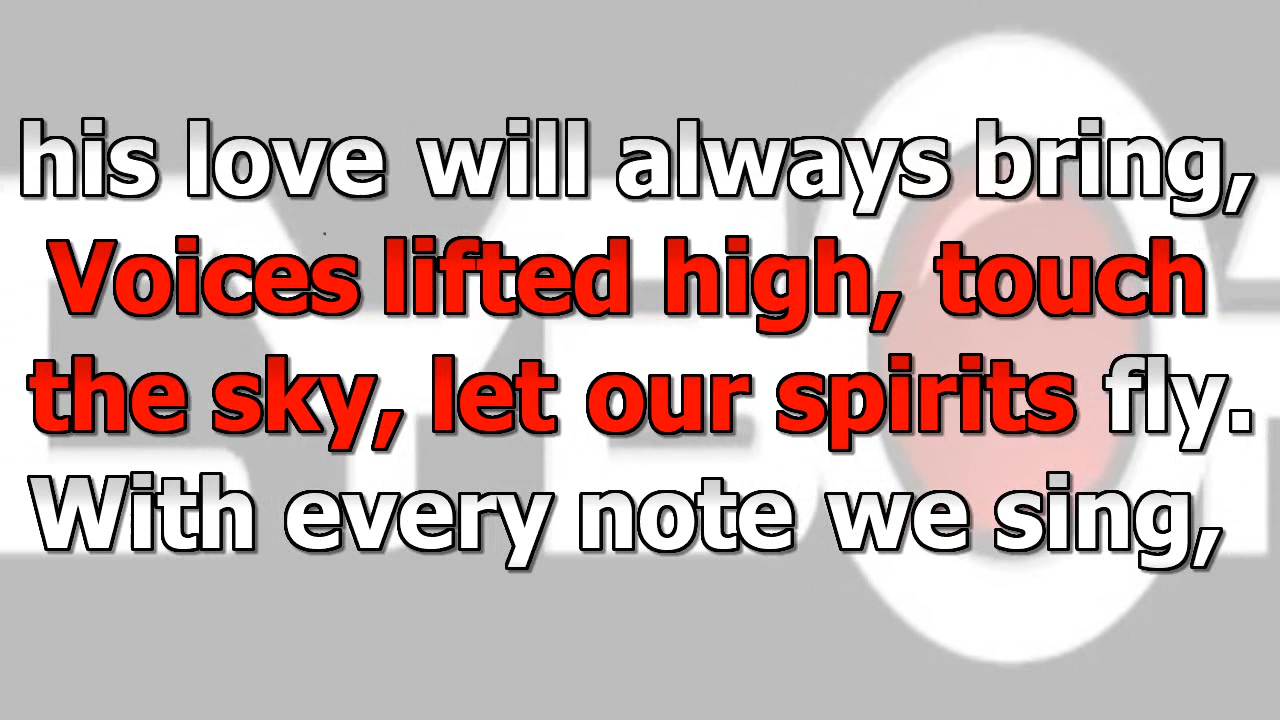 his love will always bring,
Voices lifted high, touch
the sky, let our spirits fly.
With every note we sing,